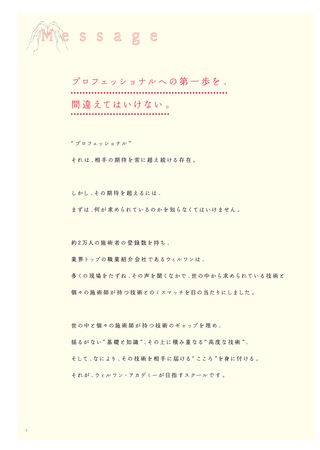 Message
プロフェッショナルへの第一歩を、
間違えてはいけない。
“プロフェッショナル”
それは、相手の期待を常に超え続ける存在。
しかし、その期待を超えるには、
まずは、何が求められているのかを知らなくてはいけません。
約2万人の施術者の登録数を持ち、
業界トップの職業紹介会社であるウィルワンは、
多くの現場をたずね、その声を聞くなかで、世の中から求められている技術と
個々の施術師が持つ技術とのミスマッチを目の当たりにしました。
世の中と個々の施術師が持つ技術のギャップを埋め、
揺るがない“基礎と知識”、その上に積み重なる“高度な技術”、
そして、なにより、その技術を相手に届ける“こころ”を身に付ける。
それが、ウィルワン・アカデミーが目指すスクールです。